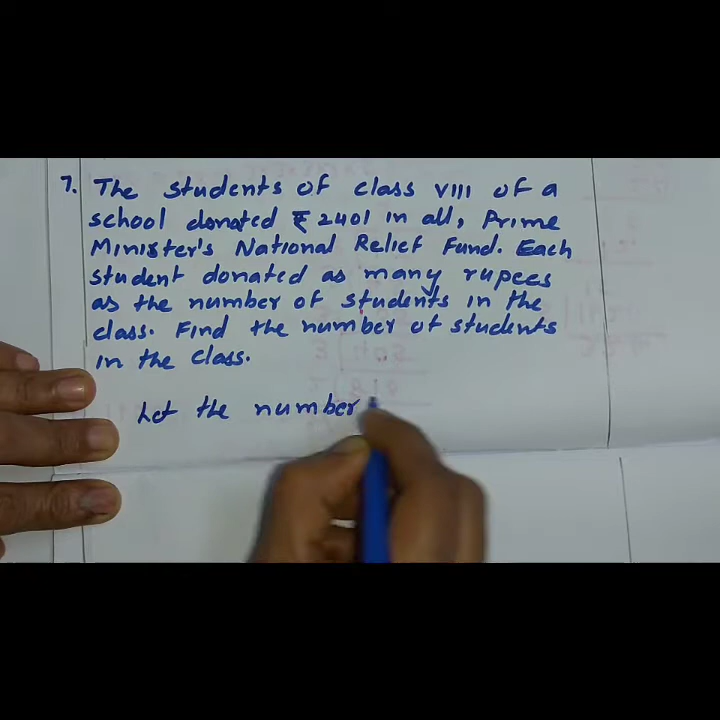 7. The students of class VIII of a
school donated ₹ 2401 in all, Prime
Minister's National Relief Fund. Each
student donated as many rupees
as the number of students in the
class. Find the number of students
in the class.
Let the number